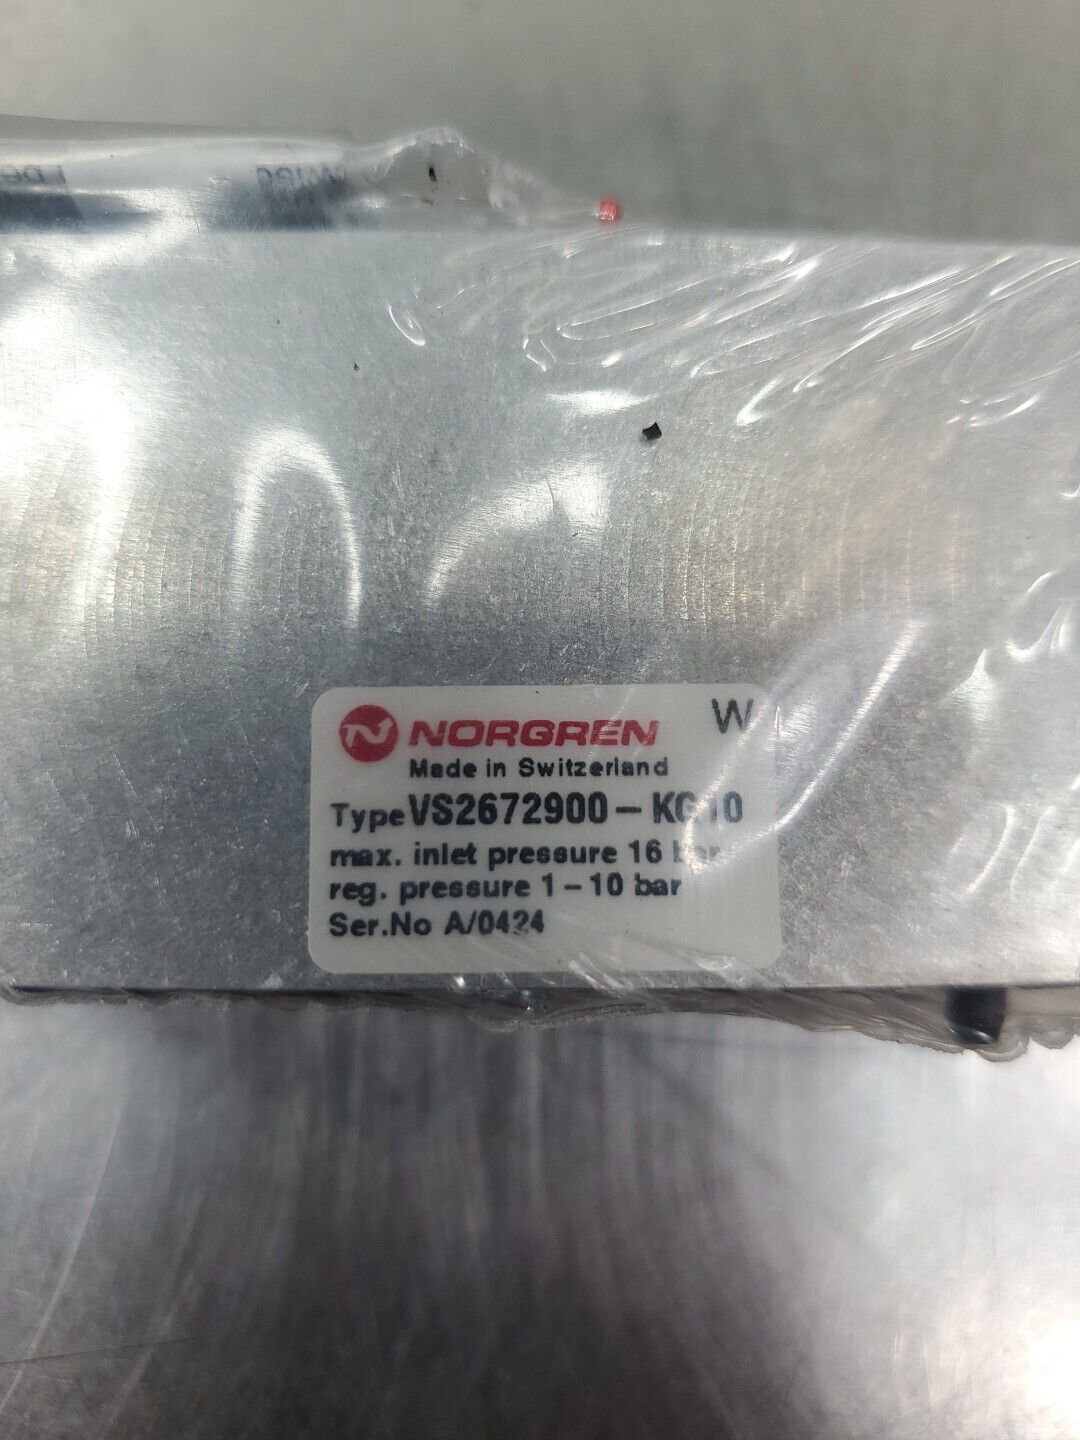 NORGREN W
Made in Switzerland
Type VS2672900-KG10
max. inlet pressure 16 bar
reg. pressure 1-10 bar
Ser.No A/0424